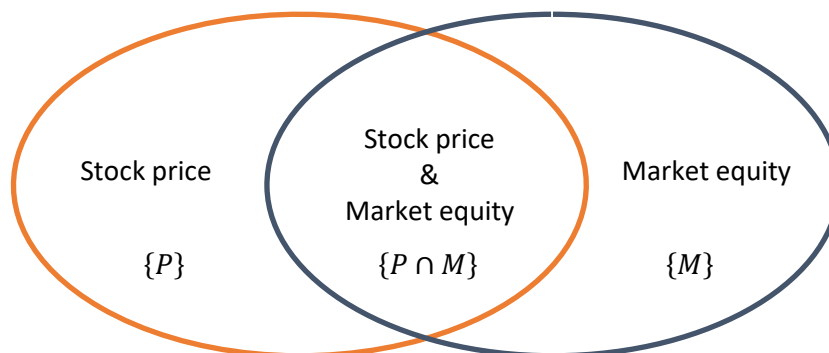 Stock price
Stock price
&
Market equity
Market equity
{P}
{P ∩ M}
{M}